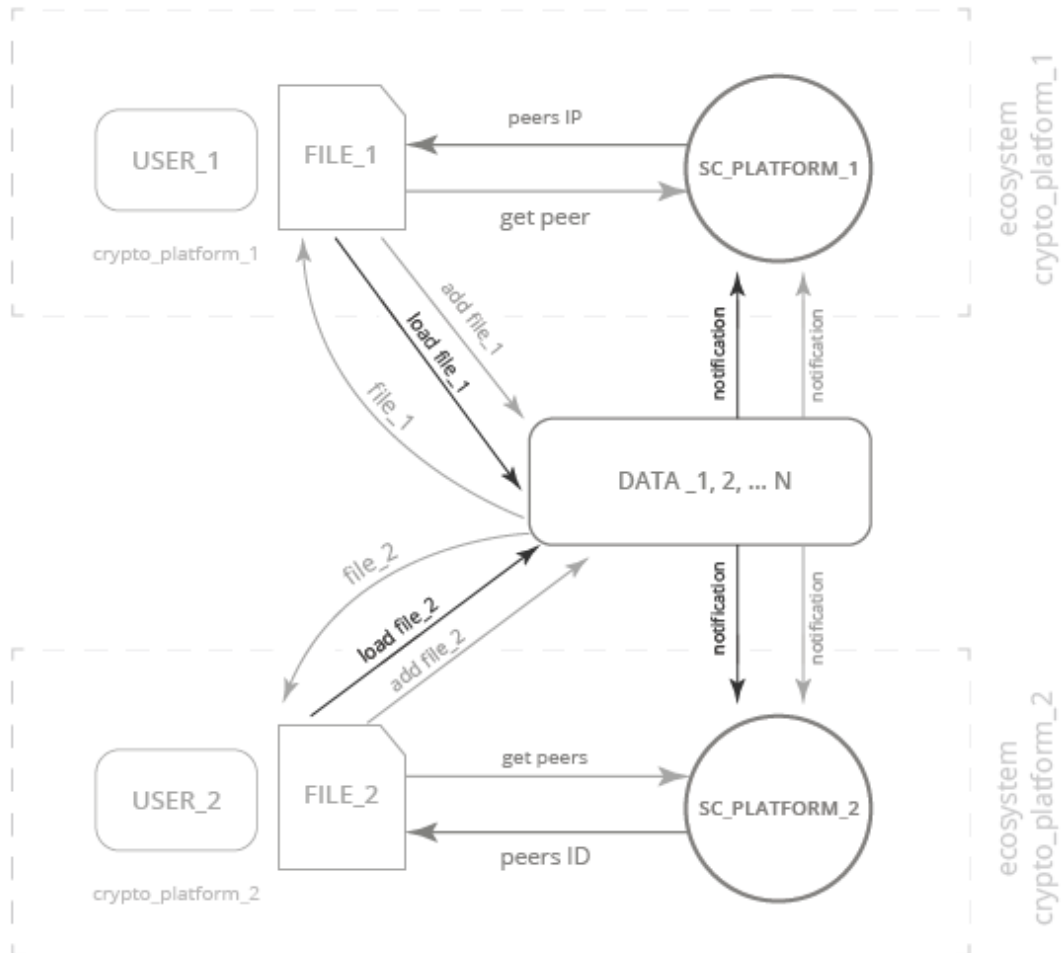 peers IP
USER_1
FILE_1
SC_PLATFORM_1
get peer
crypto_platform_1
ecosystem
crypto_platform_1
add file_1
load file_1
file_1
notification
notification
DATA _1, 2, ... N
file_2
load file_2
add file_2
notification
notification
get peers
USER_2
FILE_2
SC_PLATFORM_2
peers ID
crypto_platform_2
ecosystem
crypto_platform_2